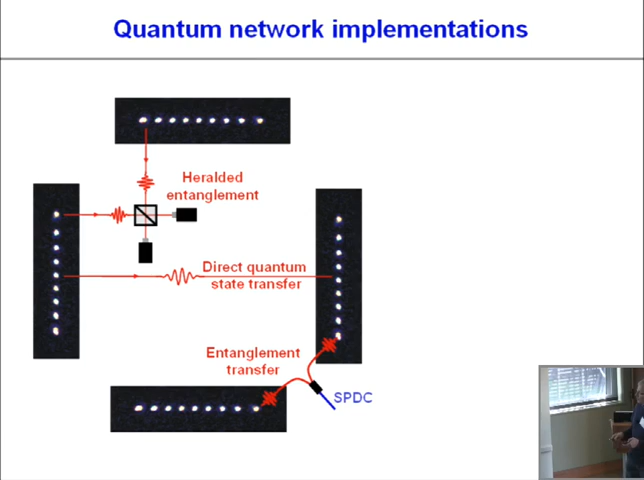 Quantum network implementations
Heralded
entanglement
Direct quantum
state transfer
Entanglement
transfer
SPDC